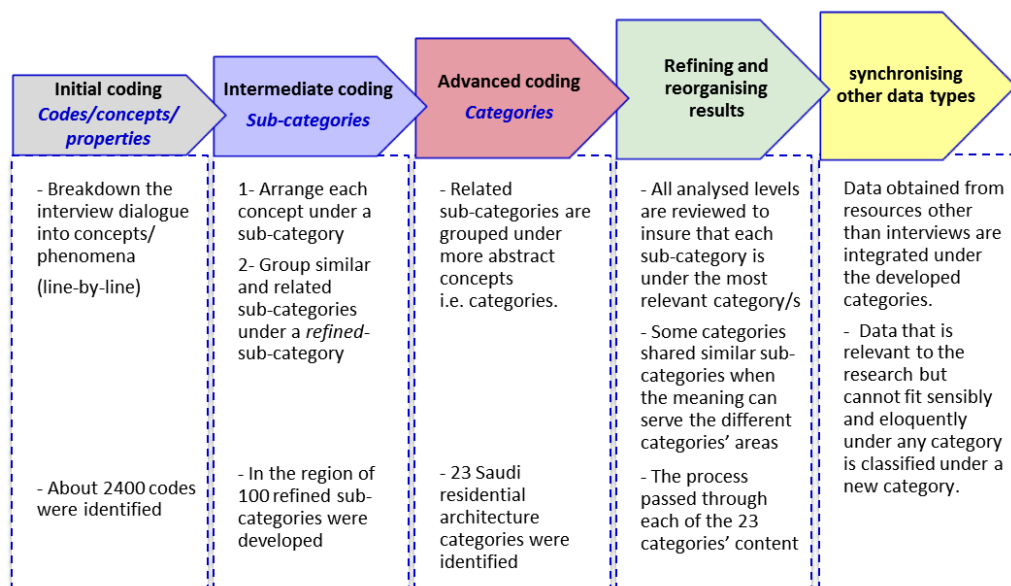 Initial coding
Codes/concepts/
properties
- Breakdown the
interview dialogue
into concepts/
phenomena
(line-by-line)
- About 2400 codes
were identified
Intermediate coding
Sub-categories
1- Arrange each
concept under a
sub-category
2- Group similar
and related
sub-categories
under a refined-
sub-category
- In the region of
100 refined sub-
categories were
developed
Advanced coding
Categories
- Related
sub-categories are
grouped under
more abstract
concepts
i.e. categories.
- 23 Saudi
residential
architecture
categories were
identified
Refining and
reorganising
results
- All analysed levels
are reviewed to
insure that each
sub-category is
under the most
relevant category/s
- Some categories
shared similar sub-
categories when
the meaning can
serve the different
categories’ areas
- The process
passed through
each of the 23
categories’ content
synchronising
other data types
Data obtained from
resources other
than interviews are
integrated under
the developed
categories.
- Data that is
relevant to the
research but
cannot fit sensibly
and eloquently
under any category
is classified under a
new category.